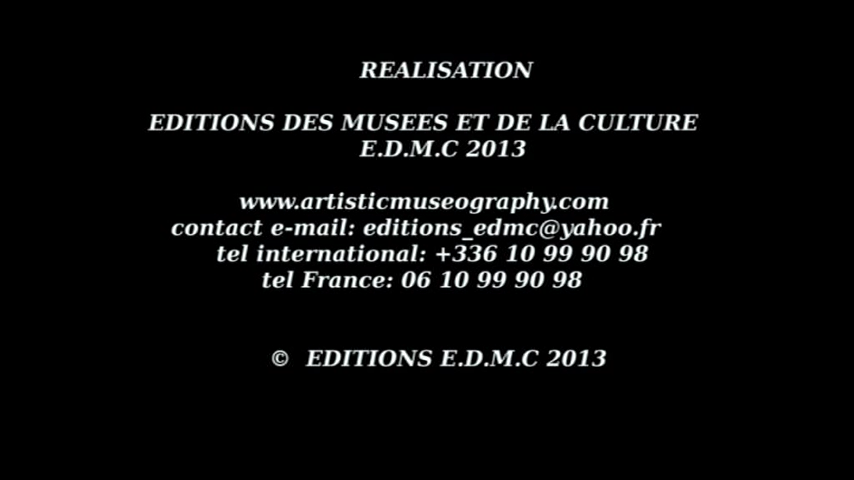 REALISATION
EDITIONS DES MUSEES ET DE LA CULTURE
E.D.M.C 2013
www.artisticmuseography.com
contact e-mail: editions_edmc@yahoo.fr
tel international: +336 10 99 90 98
tel France: 06 10 99 90 98
© EDITIONS E.D.M.C 2013